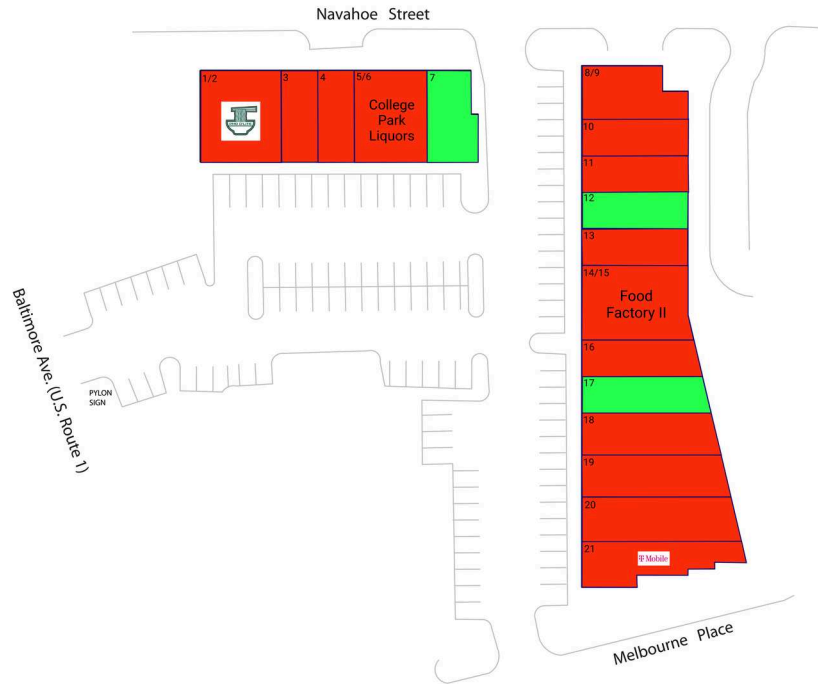 Navahoe Street
1/2
3
4
5/6
College
Park
Liquors
7
8/9
10
11
12
13
14/15
Food
Factory II
16
17
18
19
20
21
T Mobile
Baltimore Ave. (U.S. Route 1)
PYLON
SIGN
Melbourne Place